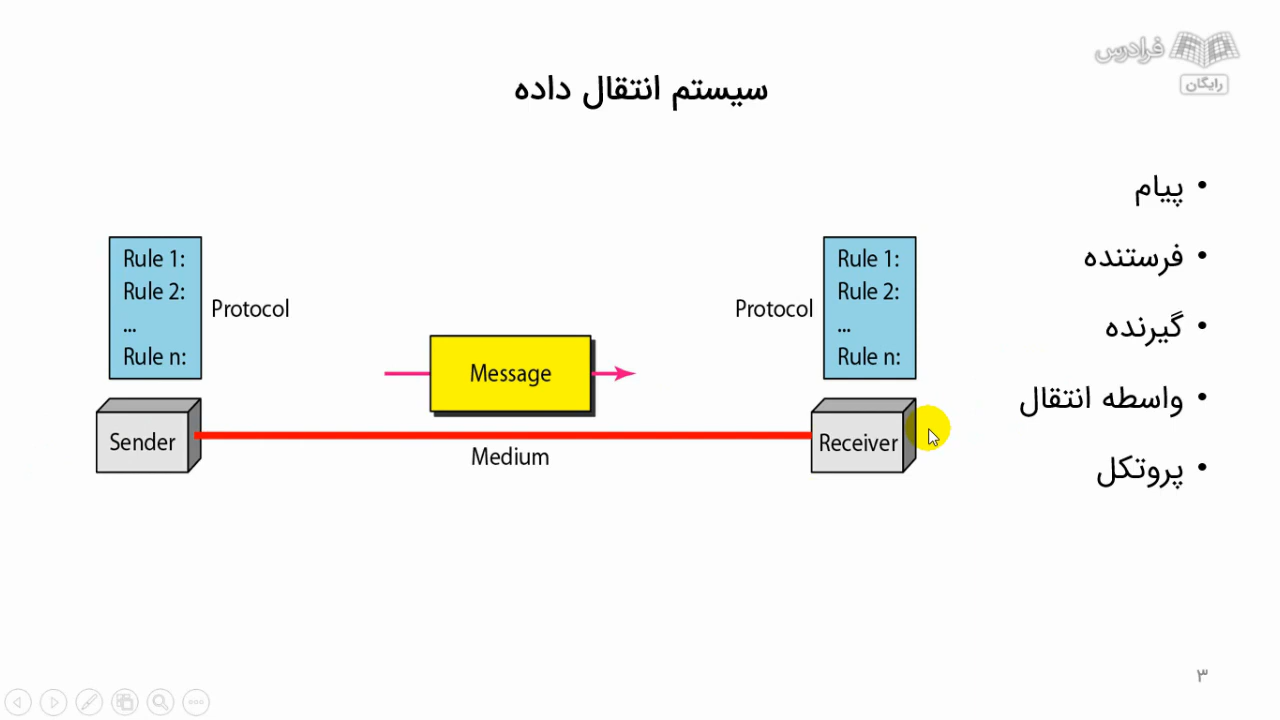 فرادرس
رایگان
سیستم انتقال داده
• پیام
• فرستنده
• گیرنده
• واسطه انتقال
• پروتکل
Rule 1:
Rule 2:
...
Rule n:
Protocol
Sender
Message
Medium
Protocol
Rule 1:
Rule 2:
...
Rule n:
Receiver
۳